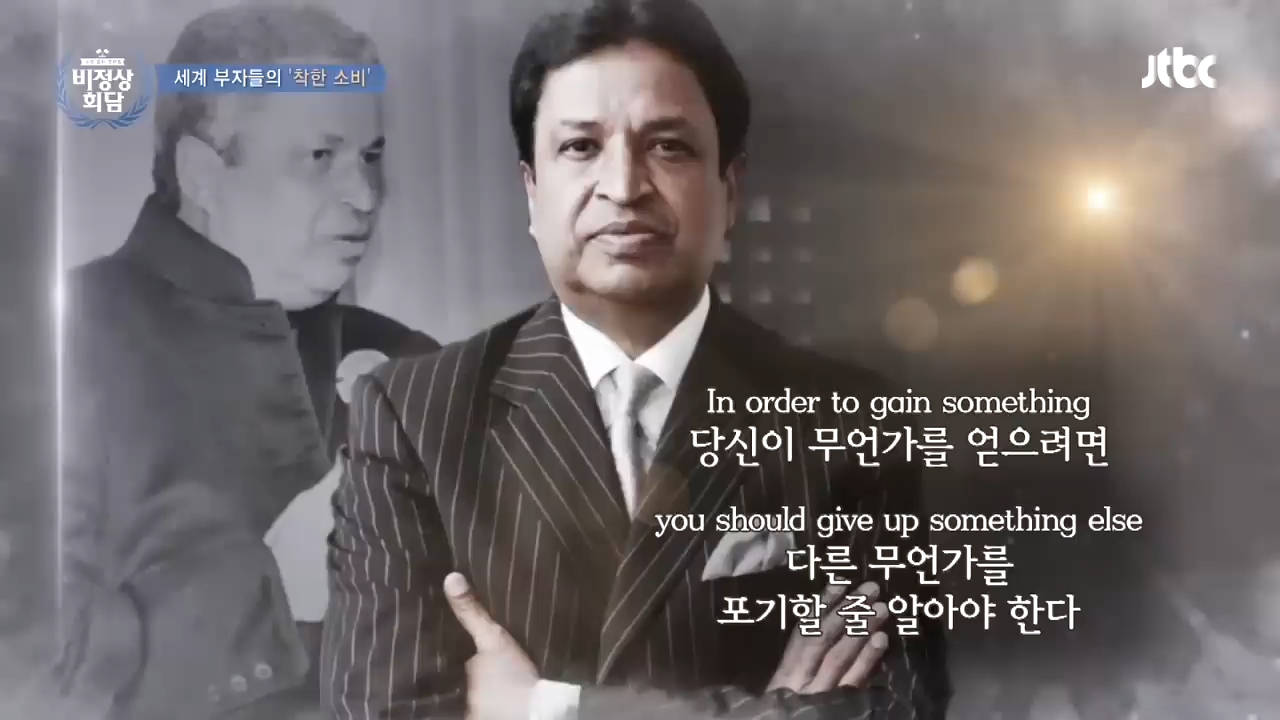 비정상
회담
세계 부자들의 '착한 소비'
jtbc
In order to gain something
당신이 무언가를 얻으려면
you should give up something else
다른 무언가를
포기할 줄 알아야 한다